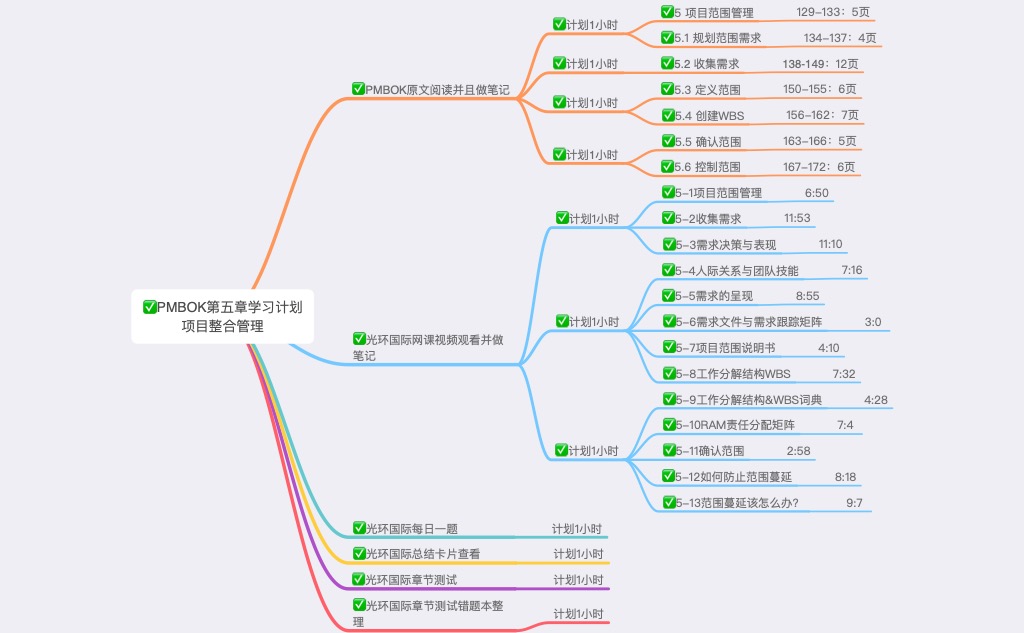 ✅PMBOK第五章学习计划
项目整合管理
✅PMBOK原文阅读并且做笔记
✅计划1小时
✅5 项目范围管理 129-133：5页
✅5.1 规划范围需求 134-137：4页
✅计划1小时
✅5.2 收集需求 138-149：12页
✅计划1小时
✅5.3 定义范围 150-155：6页
✅5.4 创建WBS 156-162：7页
✅计划1小时
✅5.5 确认范围 163-166：5页
✅5.6 控制范围 167-172：6页
✅光环国际网课视频观看并做
笔记
✅计划1小时
✅5-1项目范围管理 6:50
✅5-2收集需求 11:53
✅5-3需求决策与表现 11:10
✅计划1小时
✅5-4人际关系与团队技能 7:16
✅5-5需求的呈现 8:55
✅5-6需求文件与需求跟踪矩阵 3:0
✅5-7项目范围说明书 4:10
✅5-8工作分解结构WBS 7:32
✅计划1小时
✅5-9工作分解结构&WBS词典 4:28
✅5-10RAM责任分配矩阵 7:4
✅5-11确认范围 2:58
✅5-12如何防止范围蔓延 8:18
✅5-13范围蔓延该怎么办? 9:7
✅光环国际每日一题 计划1小时
✅光环国际总结卡片查看 计划1小时
✅光环国际章节测试 计划1小时
✅光环国际章节测试错题本整
理
计划1小时